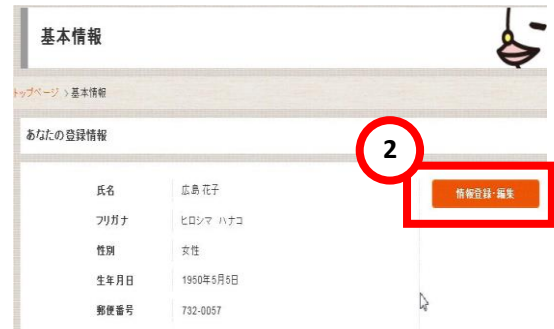 基本情報
トップページ > 基本情報
あなたの登録情報
2
氏名 広島 花子
情報登録・編集
フリガナ ヒロシマ ハナコ
性別 女性
生年月日 1950年5月5日
郵便番号 732-0057